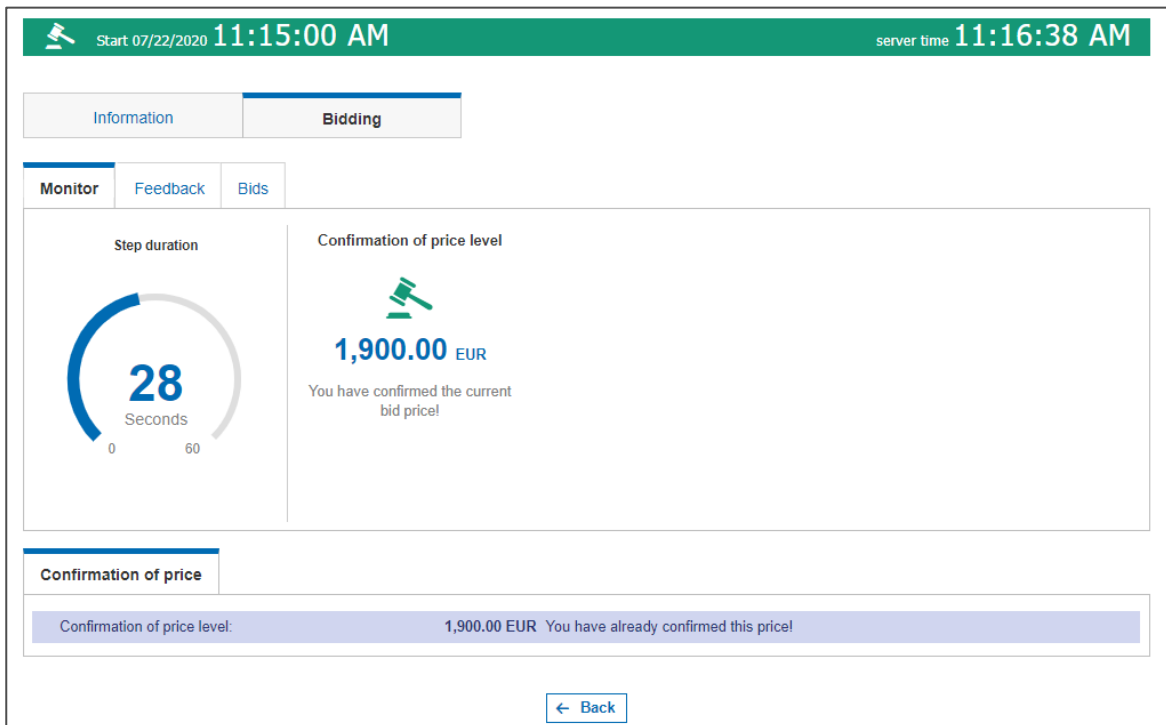 Start 07/22/2020 11:15:00 AM server time 11:16:38 AM
Information Bidding
Monitor Feedback Bids
Step duration
28
Seconds
0 60
Confirmation of price level
1,900.00 EUR
You have confirmed the current
bid price!
Confirmation of price
Confirmation of price level: 1,900.00 EUR You have already confirmed this price!
← Back